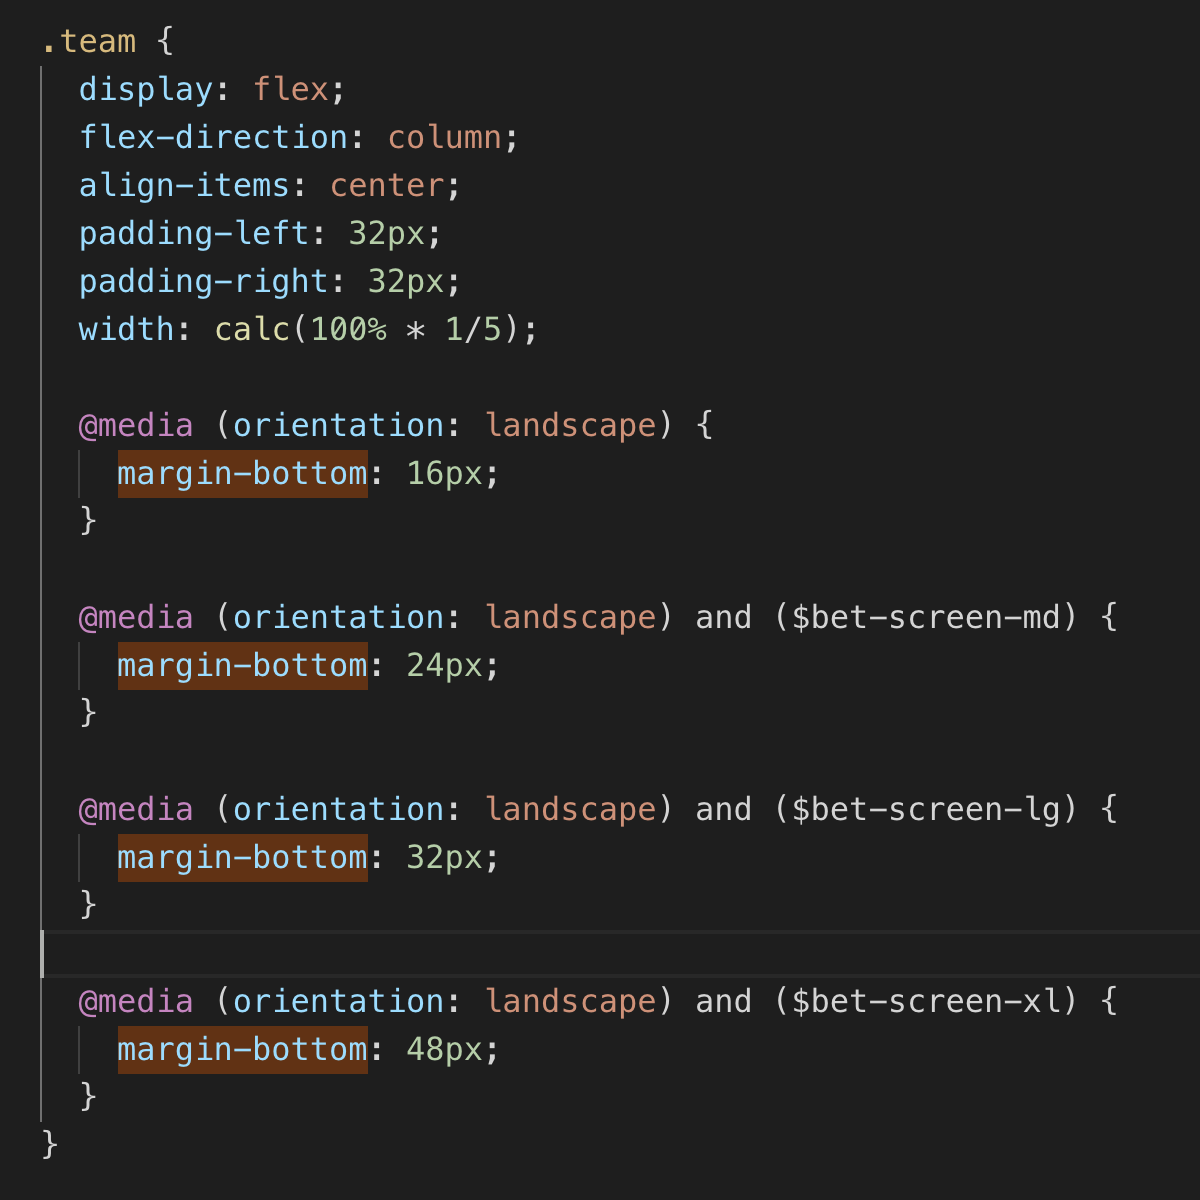 .team {
  display: flex;
  flex-direction: column;
  align-items: center;
  padding-left: 32px;
  padding-right: 32px;
  width: calc(100% * 1/5);

  @media (orientation: landscape) {
    margin-bottom: 16px;
  }

  @media (orientation: landscape) and ($bet-screen-md) {
    margin-bottom: 24px;
  }

  @media (orientation: landscape) and ($bet-screen-lg) {
    margin-bottom: 32px;
  }

  @media (orientation: landscape) and ($bet-screen-xl) {
    margin-bottom: 48px;
  }
}